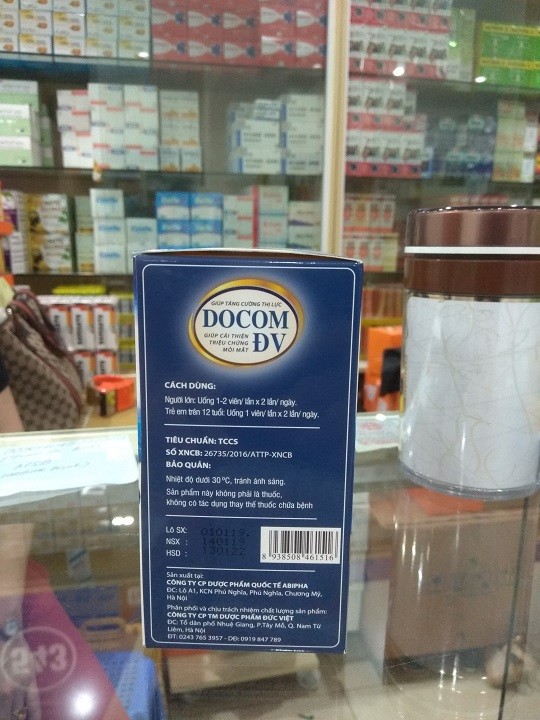 GIÚP TĂNG CƯỜNG THỊ LỰC
DOCOM
GIÚP CẢI THIỆN
TRIỆU CHỨNG
MỎI MẮT
ĐV
CÁCH DÙNG:
Người lớn: Uống 1-2 viên/ lần x 2 lần/ ngày.
Trẻ em trên 12 tuổi: Uống 1 viên/ lần x 2 lần/ ngày.
TIÊU CHUẨN: TCCS
SỐ XNCB: 26735/2016/ATTP-XNCB
BẢO QUẢN:
Nhiệt độ dưới 30 ºC, tránh ánh sáng.
Sản phẩm này không phải là thuốc,
không có tác dụng thay thế thuốc chữa bệnh
Lô SX: 010119.
NSX : 140119
HSD : 130122
8 938508 461516
Sản xuất tại:
CÔNG TY CP DƯỢC PHẨM QUỐC TẾ ABIPHA
ĐC: Lô A1, KCN Phú Nghĩa, Phú Nghĩa, Chương Mỹ,
Hà Nội
Phân phối và chịu trách nhiệm chất lượng sản phẩm:
CÔNG TY CP TM DƯỢC PHẨM ĐỨC VIỆT
ĐC: Tổ dân phố Nhuệ Giang, P.Tây Mỗ, Q. Nam Từ
Liêm, Hà Nội
ĐT: 0243 765 3957 - DĐ: 0919 847 789